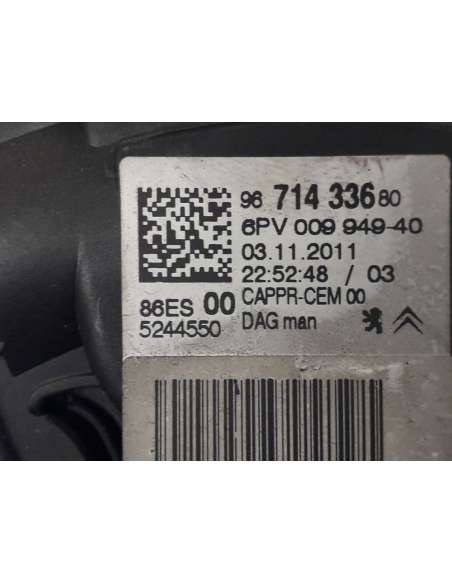 96 714 336 80
6PV 009 949-40
03.11.2011
22:52:48 / 03
86ES 00 CAPPR-CEM 00
5244550 DAG man